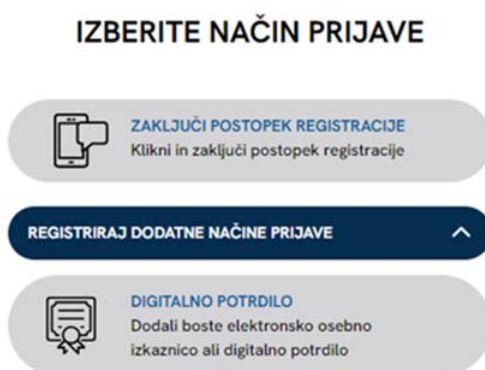 IZBERITE NAČIN PRIJAVE
ZAKLJUČI POSTOPEK REGISTRACIJE
Klikni in zaključi postopek registracije
REGISTRIRAJ DODATNE NAČINE PRIJAVE
DIGITALNO POTRDILO
Dodali boste elektronsko osebno
izkaznico ali digitalno potrdilo